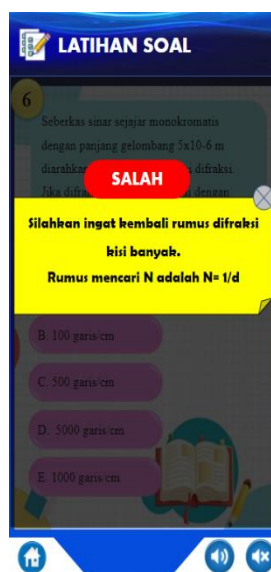 LATIHAN SOAL
6
Seberkas sinar sejajar monokromatis
dengan panjang gelombang 5x10-6 m
diarahkan difraksi.
Jika dengan
SALAH
Silahkan ingat kembali rumus difraksi
kisi banyak.
Rumus mencari N adalah N= 1/d
B. 100 garis/cm
C. 500 garis/cm
D. 5000 garis/cm
E. 1000 garis/cm